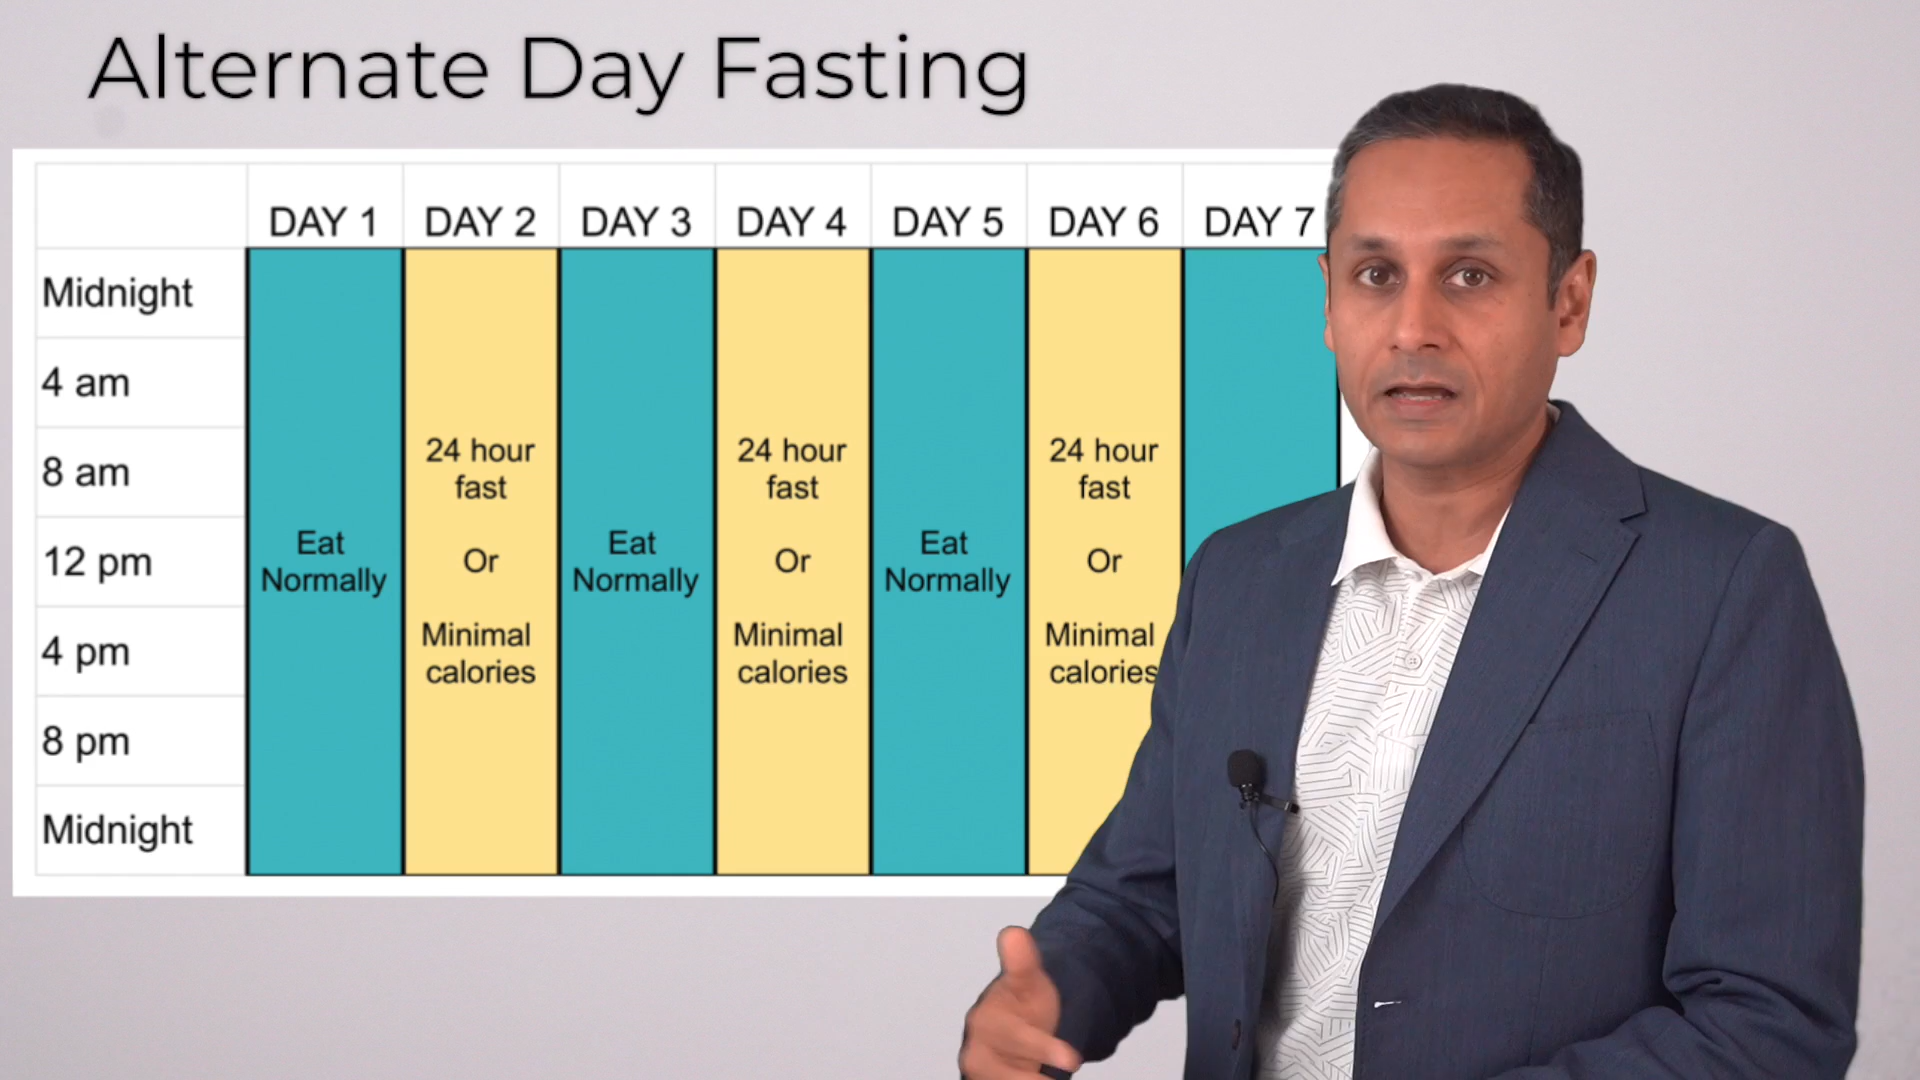 Alternate Day Fasting
DAY 1 DAY 2 DAY 3 DAY 4 DAY 5 DAY 6 DAY 7
Midnight
4 am
8 am
12 pm
4 pm
8 pm
Midnight
Eat
Normally
24 hour
fast
Or
Minimal
calories
Eat
Normally
24 hour
fast
Or
Minimal
calories
Eat
Normally
24 hour
fast
Or
Minimal
calories